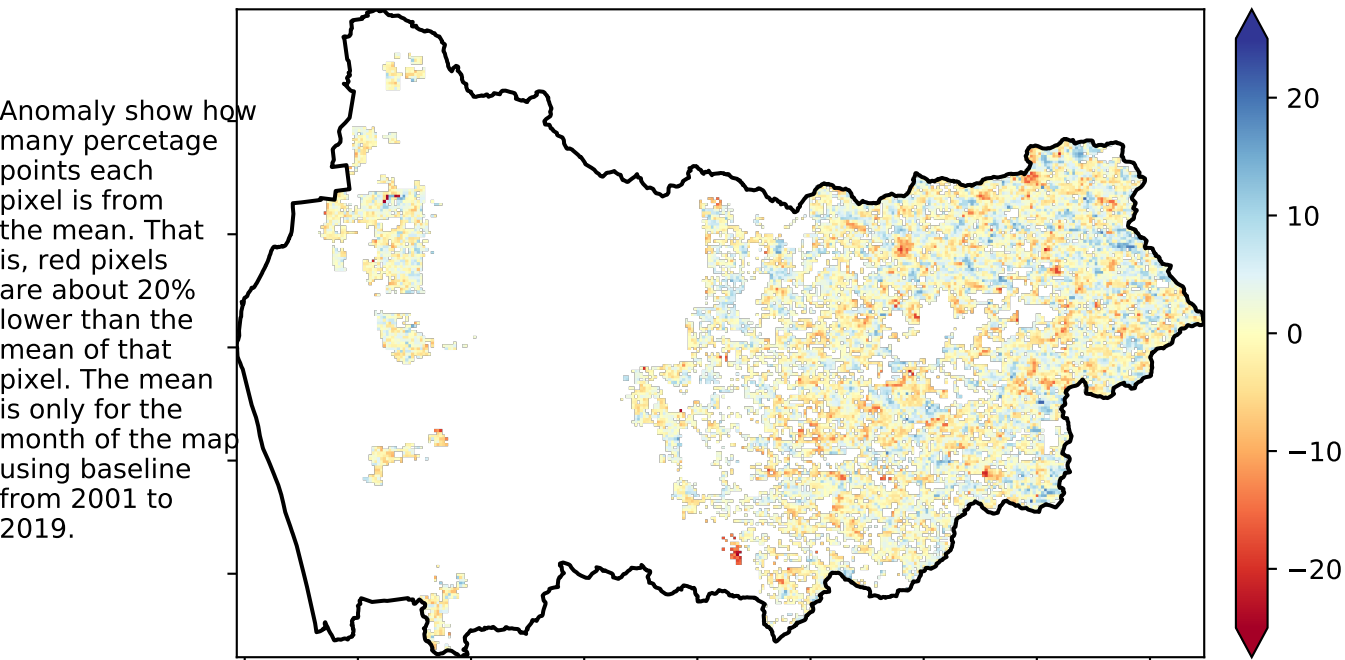 Anomaly show how
many percetage
points each
pixel is from
the mean. That
is, red pixels
are about 20%
lower than the
mean of that
pixel. The mean
is only for the
month of the map
using baseline
from 2001 to
2019.
20
10
0
−10
−20